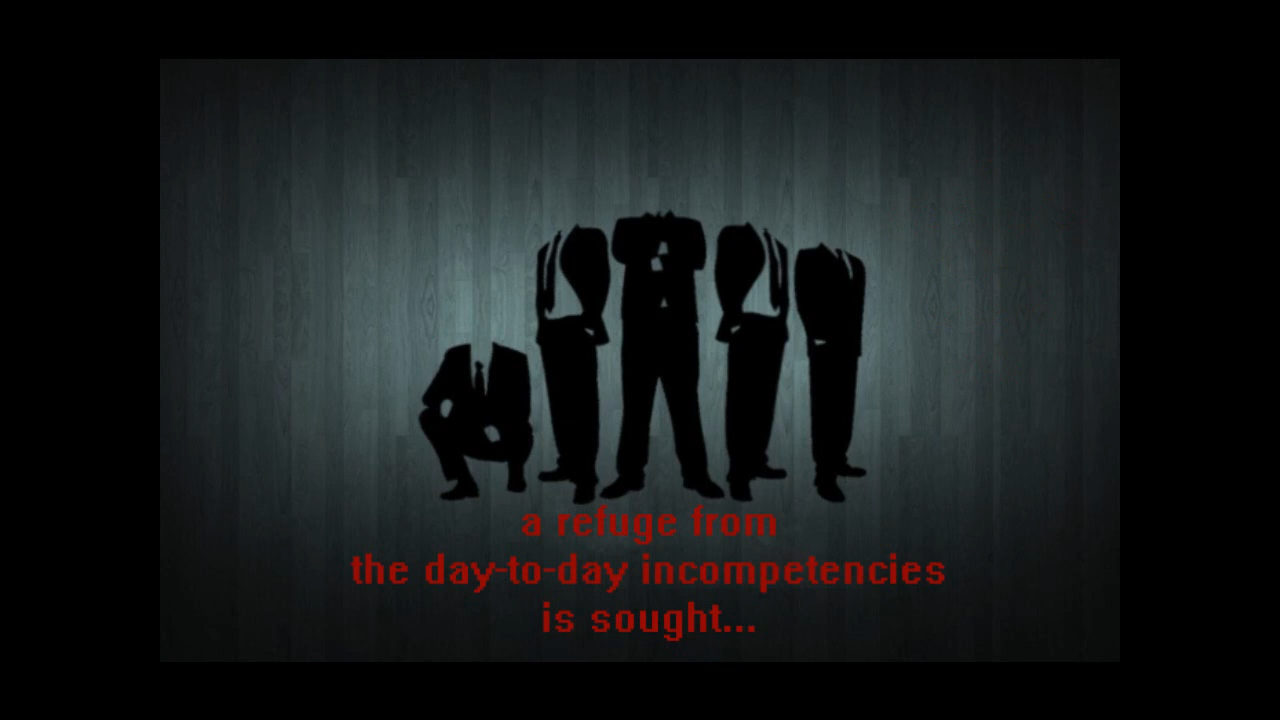 a refuge from
the day-to-day incompetencies
is sought...